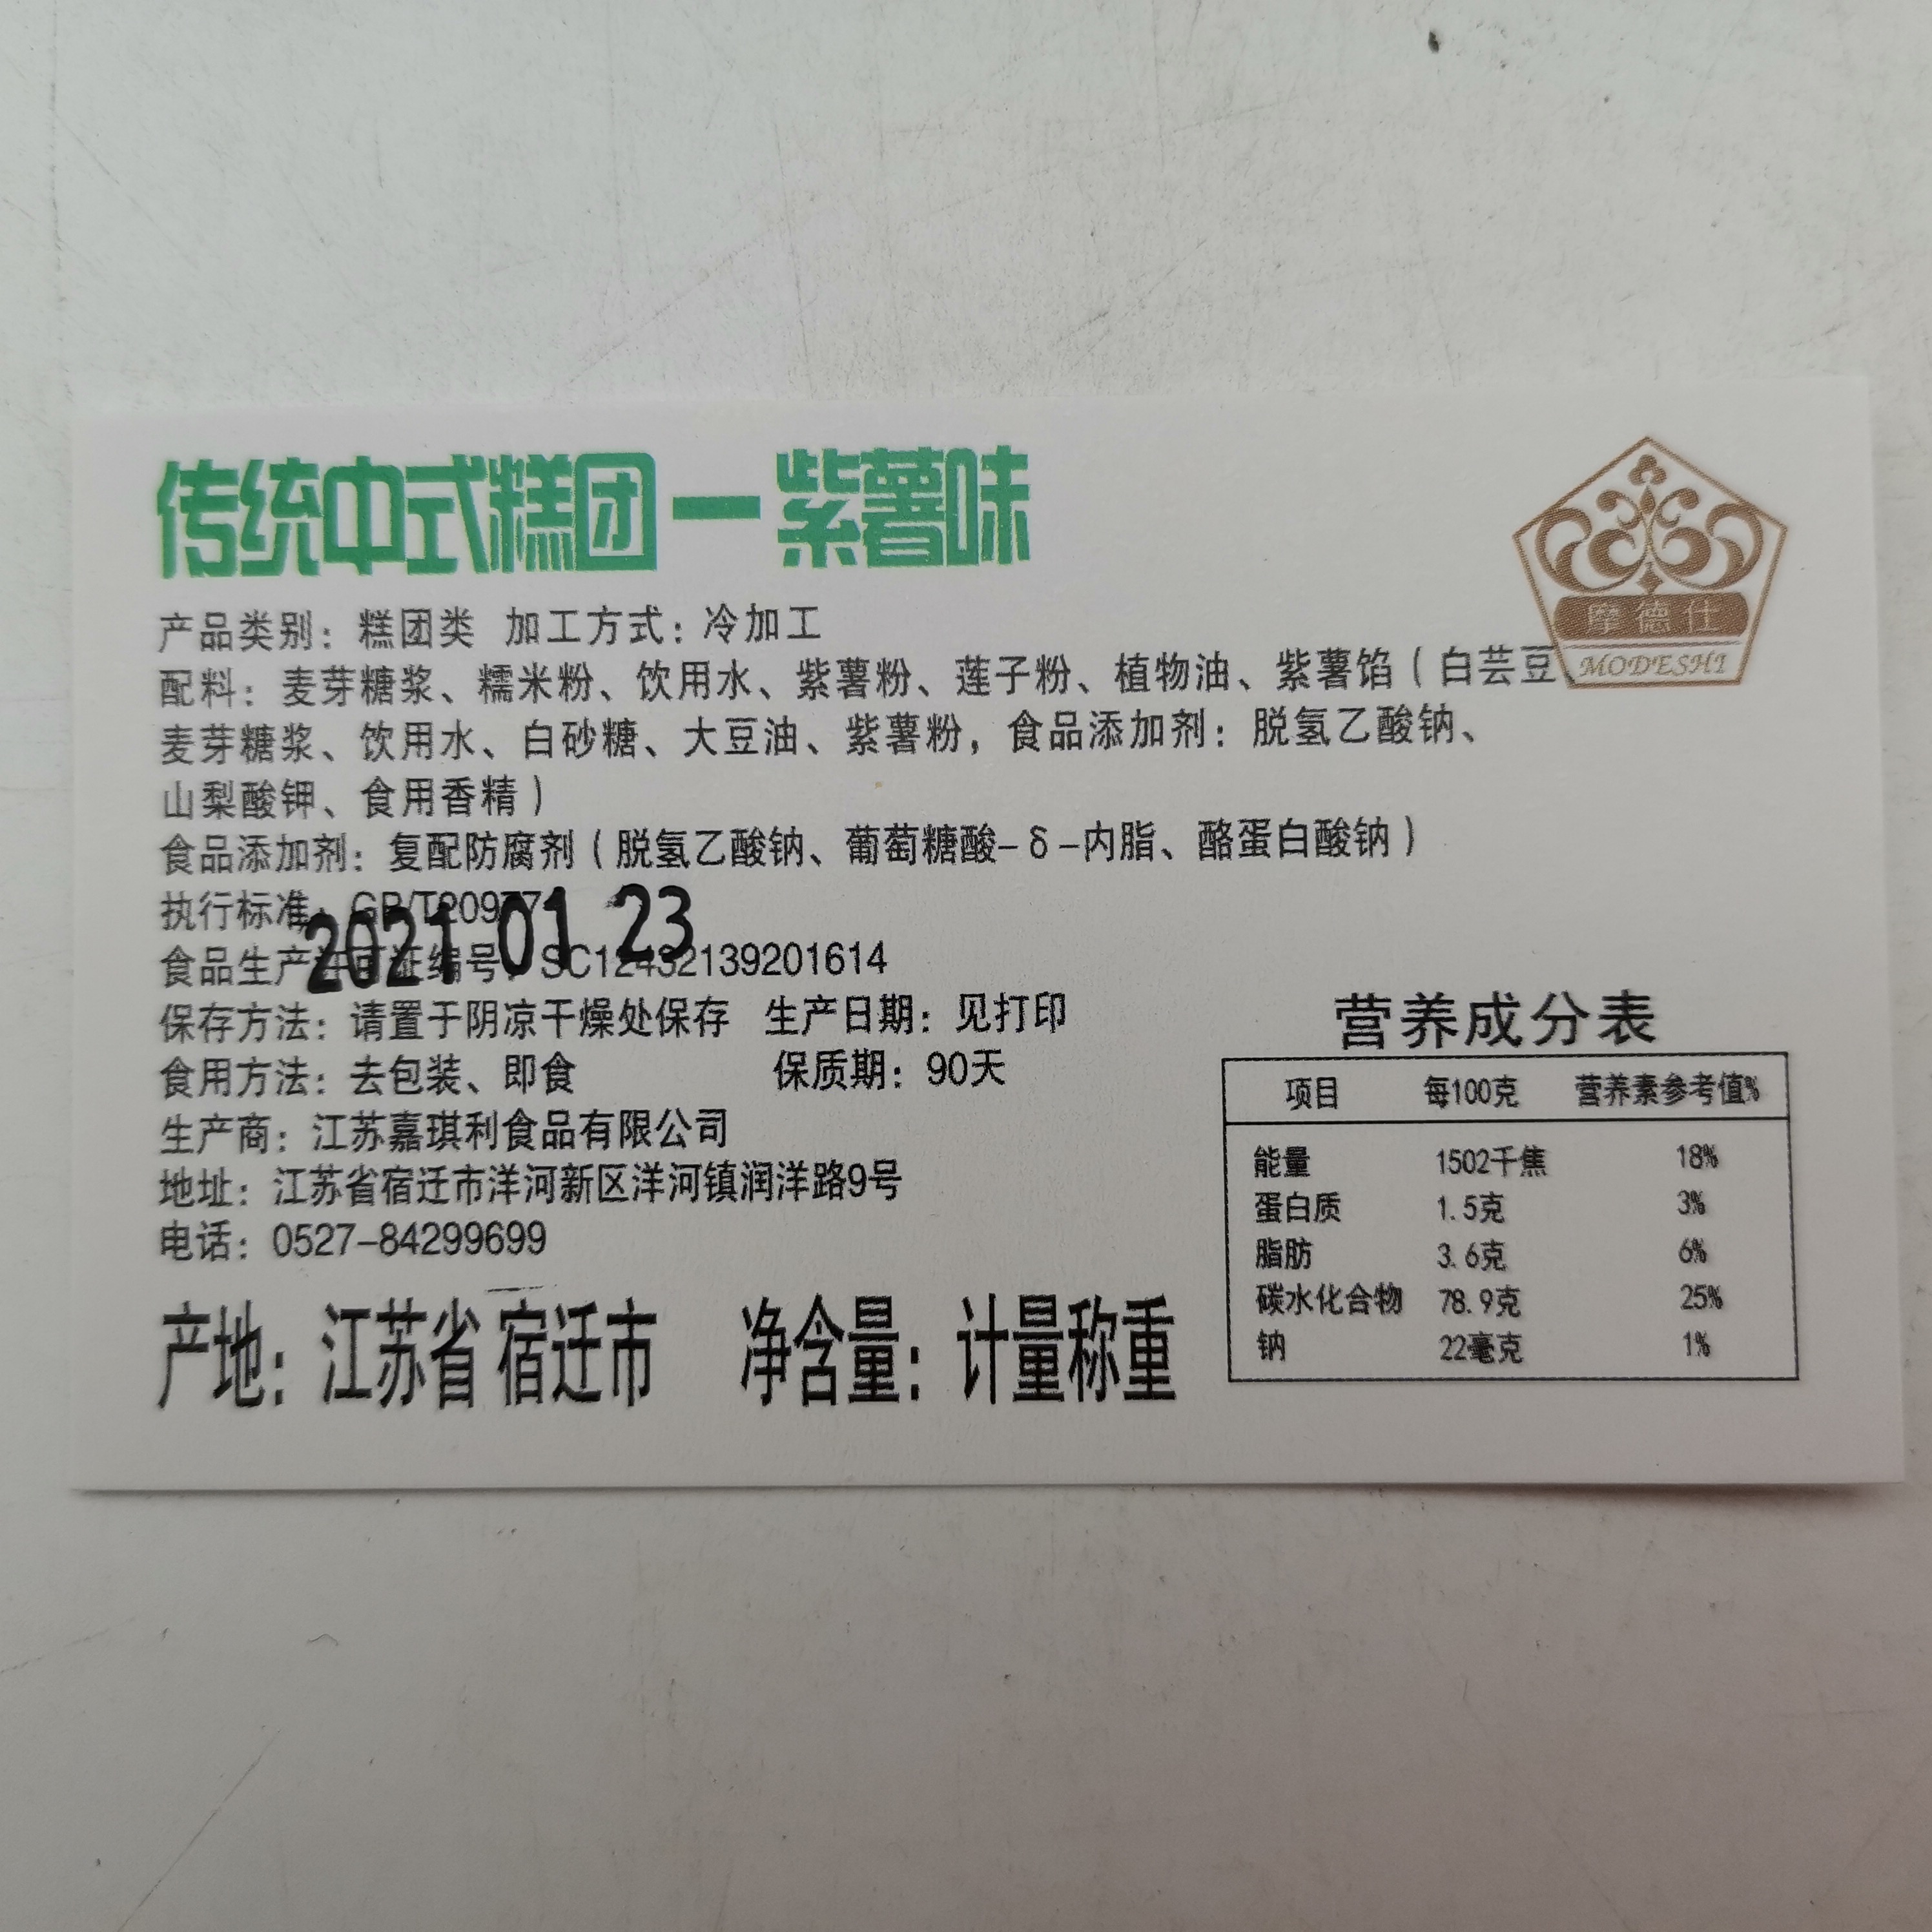 传统中式糕团一紫薯味
摩德仕
MODESHI
产品类别：糕团类 加工方式：冷加工
配料：麦芽糖浆、糯米粉、饮用水、紫薯粉、莲子粉、植物油、紫薯馅（白芸豆、
麦芽糖浆、饮用水、白砂糖、大豆油、紫薯粉，食品添加剂：脱氢乙酸钠、
山梨酸钾、食用香精）
食品添加剂：复配防腐剂（脱氢乙酸钠、葡萄糖酸-δ-内脂、酪蛋白酸钠）
执行标准：GB/T20977
2021 01 23
食品生产许可证编号：SC12432139201614
保存方法：请置于阴凉干燥处保存 生产日期：见打印
食用方法：去包装、即食 保质期：90天
生产商：江苏嘉琪利食品有限公司
地址：江苏省宿迁市洋河新区洋河镇润洋路9号
电话：0527-84299699
产地：江苏省宿迁市 净含量：计量称重
营养成分表
项目 每100克 营养素参考值%
能量 1502千焦 18%
蛋白质 1.5克 3%
脂肪 3.6克 6%
碳水化合物 78.9克 25%
钠 22毫克 1%